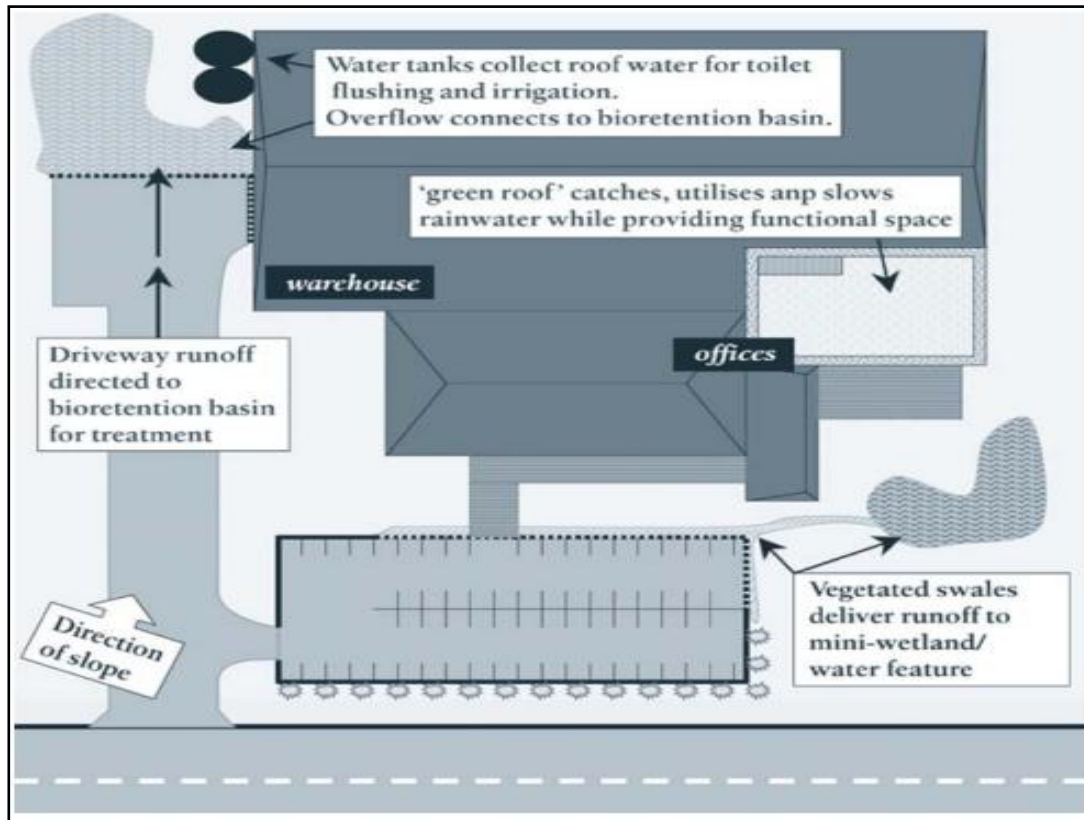 Water tanks collect roof water for toilet
flushing and irrigation.
Overflow connects to bioretention basin.
‘green roof’ catches, utilises anp slows
rainwater while providing functional space
warehouse
offices
Driveway runoff
directed to
bioretention basin
for treatment
Vegetated swales
deliver runoff to
mini-wetland/
water feature
Direction
of slope